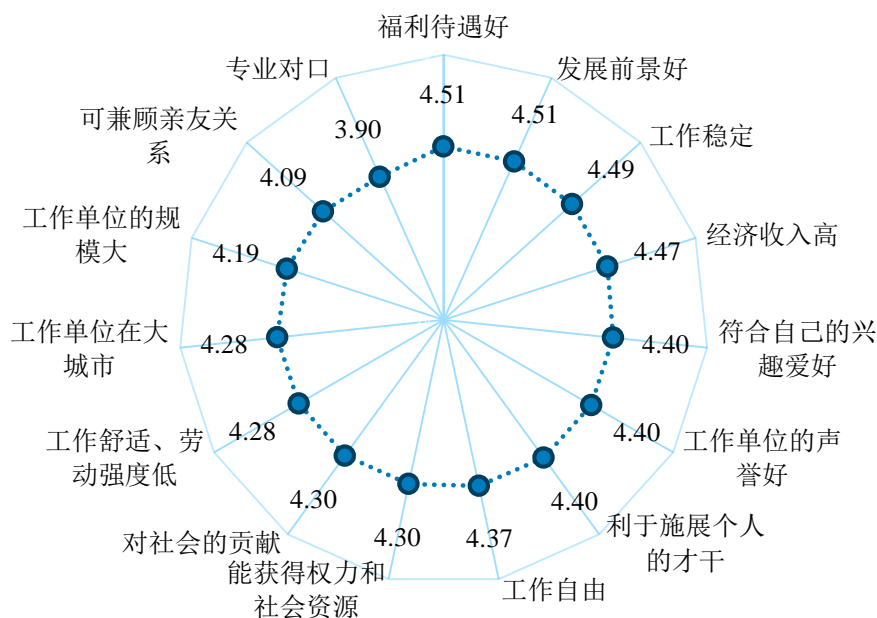 福利待遇好
4.51
发展前景好
4.51
工作稳定
4.49
经济收入高
4.47
符合自己的兴
趣爱好
4.40
工作单位的声
誉好
4.40
利于施展个人
的才干
4.40
工作自由
4.37
能获得权力和
社会资源
4.30
对社会的贡献
4.30
工作舒适、劳
动强度低
4.28
工作单位在大
城市
4.28
工作单位的规
模大
4.19
可兼顾亲友关
系
4.09
专业对口
3.90